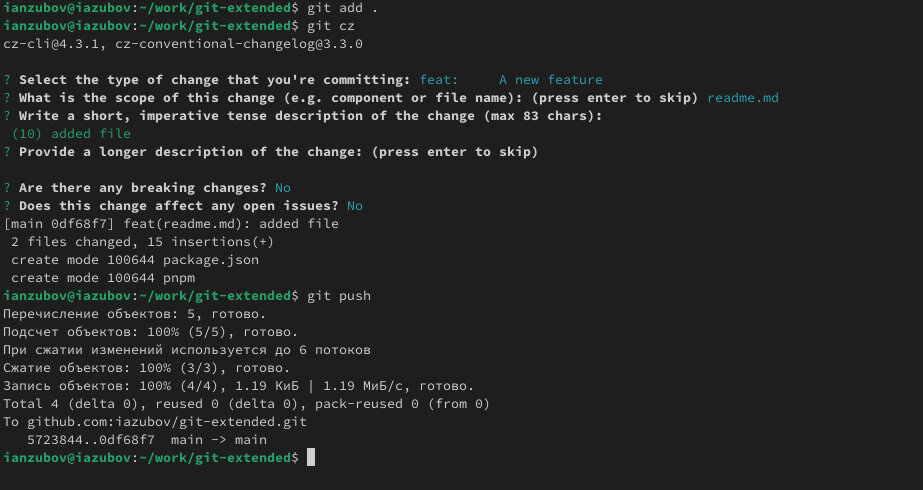 ianzubov@iazubov:~/work/git-extended$ git add .
ianzubov@iazubov:~/work/git-extended$ git cz
cz-cli@4.3.1, cz-conventional-changelog@3.3.0
? Select the type of change that you're committing: feat:     A new feature
? What is the scope of this change (e.g. component or file name): (press enter to skip) readme.md
? Write a short, imperative tense description of the change (max 83 chars):
 (10) added file
? Provide a longer description of the change: (press enter to skip)
? Are there any breaking changes? No
? Does this change affect any open issues? No
[main 0df68f7] feat(readme.md): added file
 2 files changed, 15 insertions(+)
 create mode 100644 package.json
 create mode 100644 pnpm
ianzubov@iazubov:~/work/git-extended$ git push
Перечисление объектов: 5, готово.
Подсчет объектов: 100% (5/5), готово.
При сжатии изменений используется до 6 потоков
Сжатие объектов: 100% (3/3), готово.
Запись объектов: 100% (4/4), 1.19 КиБ | 1.19 МиБ/с, готово.
Total 4 (delta 0), reused 0 (delta 0), pack-reused 0 (from 0)
To github.com:iazubov/git-extended.git
   5723844..0df68f7  main -> main
ianzubov@iazubov:~/work/git-extended$